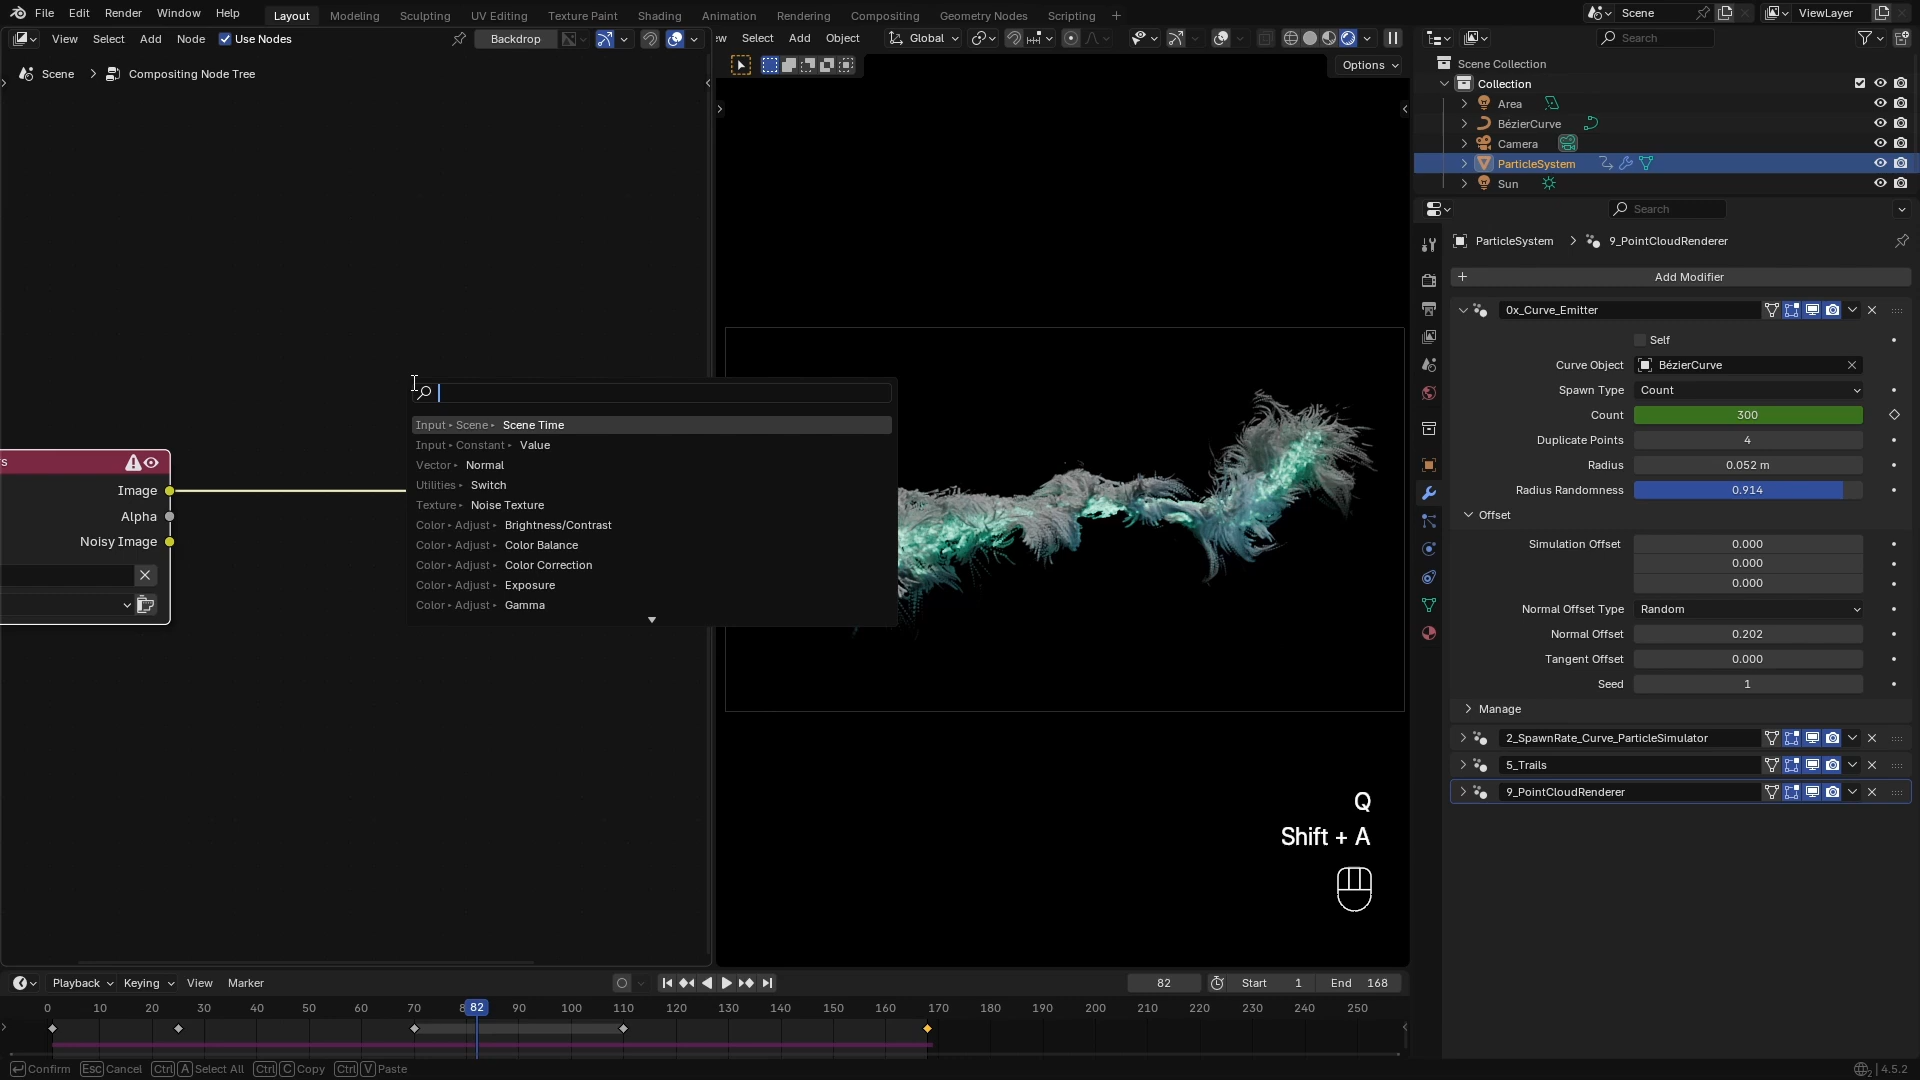 File Edit Render Window Help Layout Modeling Sculpting UV Editing Texture Paint Shading Animation Rendering Compositing Geometry Nodes Scripting Scene ViewLayer
View Select Add Node Use Nodes Backdrop ew Select Add Object Global Search
Scene Compositing Node Tree Options
Scene Collection
Collection
Area
BézierCurve
Camera
ParticleSystem
Sun
Search
ParticleSystem 9_PointCloudRenderer
Add Modifier
0x_Curve_Emitter
Self
Curve Object BézierCurve
Spawn Type Count
Count 300
Duplicate Points 4
Radius 0.052 m
Radius Randomness 0.914
Offset
Simulation Offset 0.000
0.000
0.000
Normal Offset Type Random
Normal Offset 0.202
Tangent Offset 0.000
Seed 1
Manage
2_SpawnRate_Curve_ParticleSimulator
5_Trails
9_PointCloudRenderer
Input Scene Scene Time
Input Constant Value
Vector Normal
Utilities Switch
Texture Noise Texture
Color Adjust Brightness/Contrast
Color Adjust Color Balance
Color Adjust Color Correction
Color Adjust Exposure
Color Adjust Gamma
s
Image
Alpha
Noisy Image
Q
Shift + A
Playback Keying View Marker 82 Start 1 End 168
0 10 20 30 40 50 60 70 82 90 100 110 120 130 140 150 160 170 180 190 200 210 220 230 240 250
Confirm Esc Cancel Ctrl A Select All Ctrl C Copy Ctrl V Paste 4.5.2